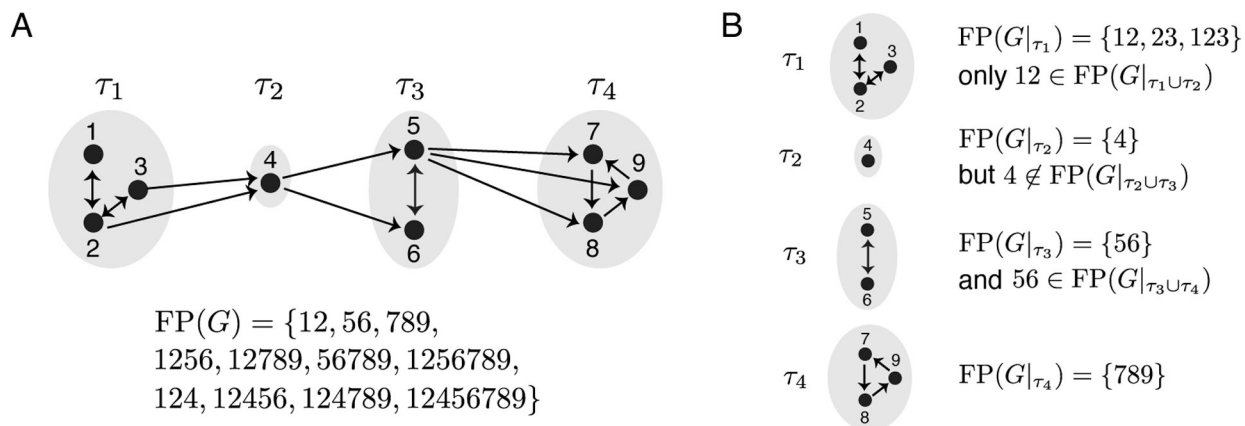 A
τ₁ τ₂ τ₃ τ₄
1 3 2
4
5 6
7 9 8
FP(G) = {12, 56, 789,
1256, 12789, 56789, 1256789,
124, 12456, 124789, 12456789}
B
τ₁
1 3 2
FP(G|τ₁) = {12, 23, 123}
only 12 ∈ FP(G|τ₁∪τ₂)
τ₂
4
FP(G|τ₂) = {4}
but 4 ∉ FP(G|τ₂∪τ₃)
τ₃
5 6
FP(G|τ₃) = {56}
and 56 ∈ FP(G|τ₃∪τ₄)
τ₄
7 9 8
FP(G|τ₄) = {789}